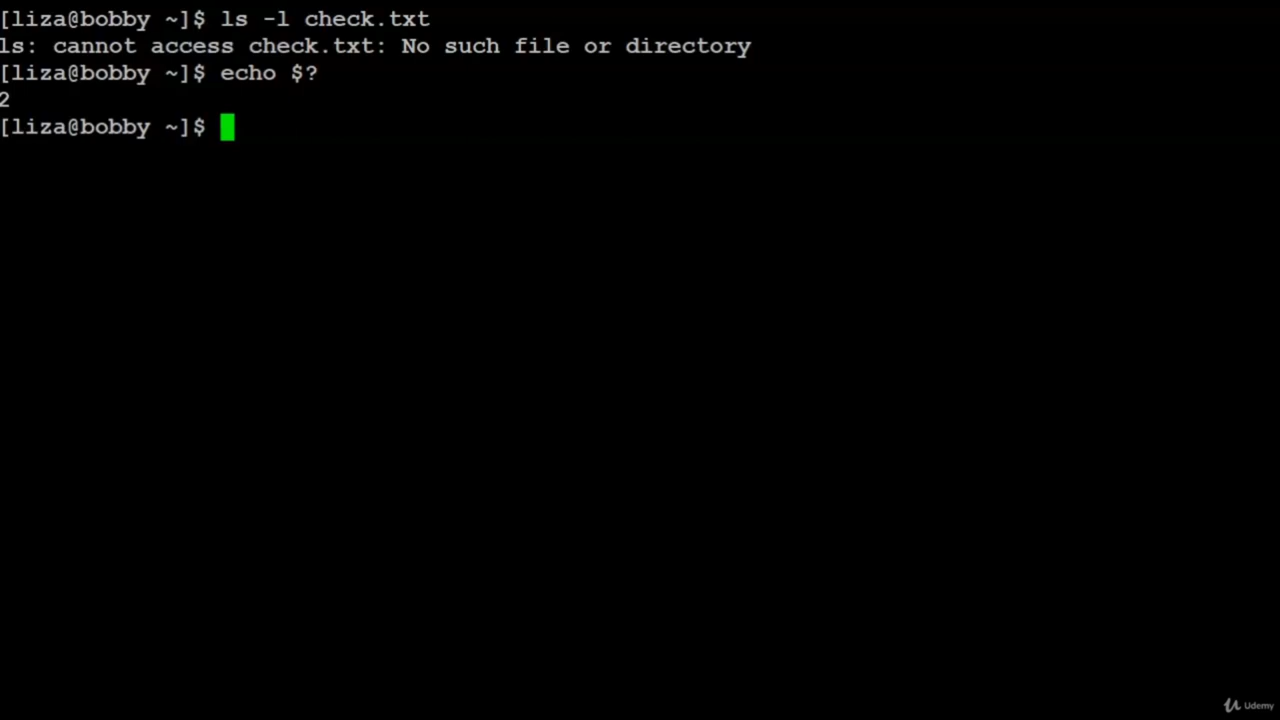 [liza@bobby ~]$ ls -l check.txt
ls: cannot access check.txt: No such file or directory
[liza@bobby ~]$ echo $?
2
[liza@bobby ~]$
Udemy